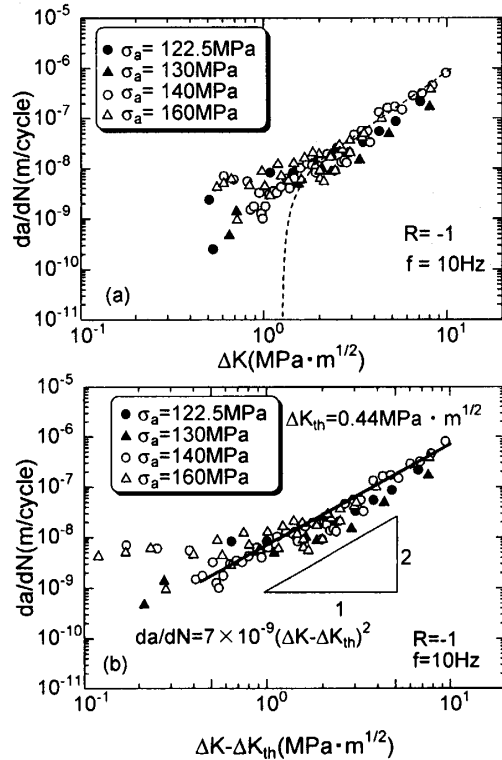 10^-5
10^-6
10^-7
10^-8
10^-9
10^-10
10^-11
da/dN(m/cycle)
σa= 122.5MPa
σa= 130MPa
σa= 140MPa
σa= 160MPa
R= -1
f = 10Hz
(a)
10^-1
10^0
10^1
ΔK(MPa・m^1/2)
10^-5
10^-6
10^-7
10^-8
10^-9
10^-10
10^-11
da/dN(m/cycle)
σa=122.5MPa
σa=130MPa
σa=140MPa
σa=160MPa
ΔKth=0.44MPa・m^1/2
2
1
da/dN=7×10^-9(ΔK-ΔKth)^2
R=-1
f=10Hz
(b)
10^-1
10^0
10^1
ΔK-ΔKth(MPa・m^1/2)